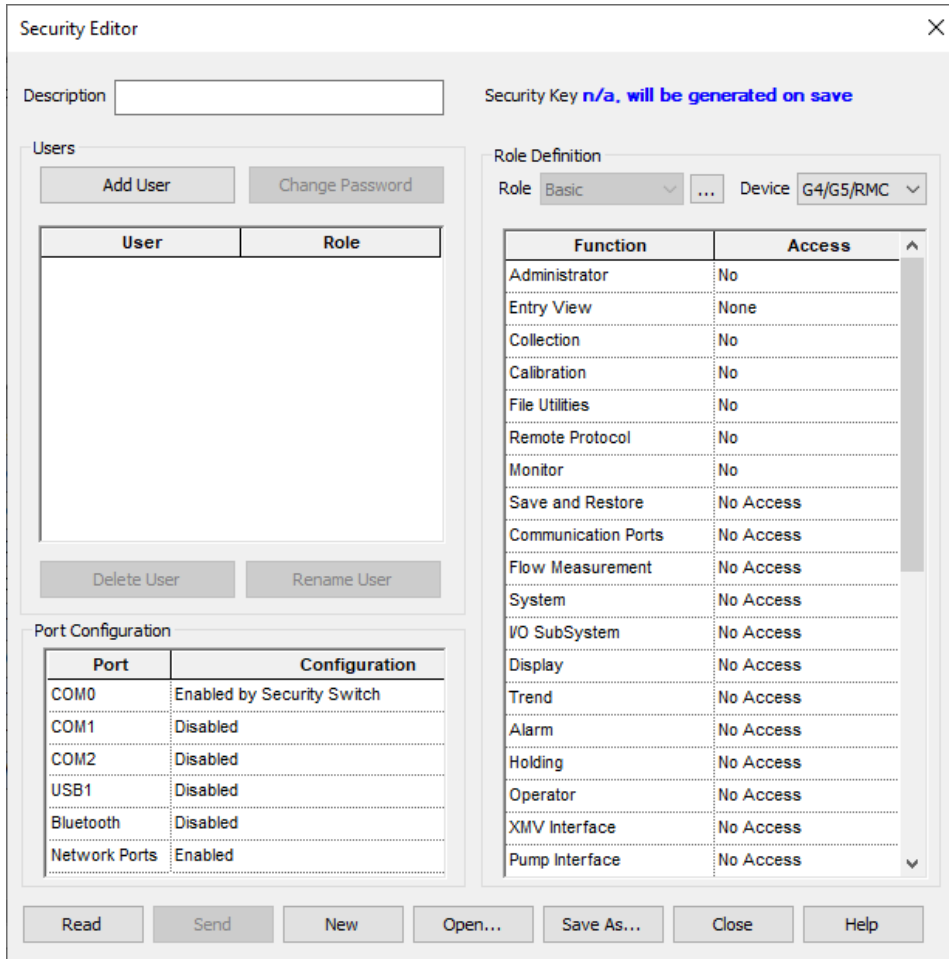 Security Editor
Description
Security Key n/a, will be generated on save
Users
Add User Change Password
User Role
Delete User Rename User
Port Configuration
Port Configuration
COM0 Enabled by Security Switch
COM1 Disabled
COM2 Disabled
USB1 Disabled
Bluetooth Disabled
Network Ports Enabled
Role Definition
Role Basic ... Device G4/G5/RMC
Function Access
Administrator No
Entry View None
Collection No
Calibration No
File Utilities No
Remote Protocol No
Monitor No
Save and Restore No Access
Communication Ports No Access
Flow Measurement No Access
System No Access
I/O SubSystem No Access
Display No Access
Trend No Access
Alarm No Access
Holding No Access
Operator No Access
XMV Interface No Access
Pump Interface No Access
Read Send New Open... Save As... Close Help